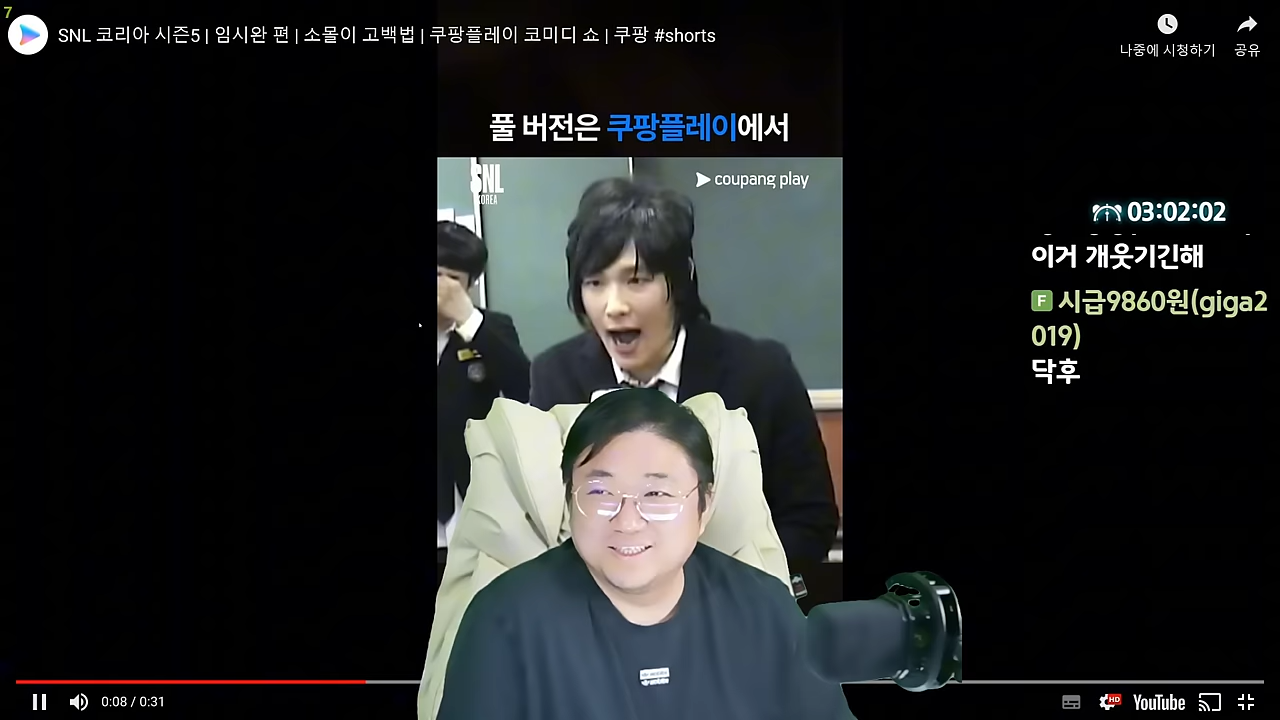 7
SNL 코리아 시즌5 | 임시완 편 | 소몰이 고백법 | 쿠팡플레이 코미디 쇼 | 쿠팡 #shorts
나중에 시청하기
공유
풀 버전은 쿠팡플레이에서
SNL
KOREA
coupang play
03:02:02
이거 개웃기긴해
F 시급9860원(giga2
019)
닥후
0:08 / 0:31
HD
YouTube